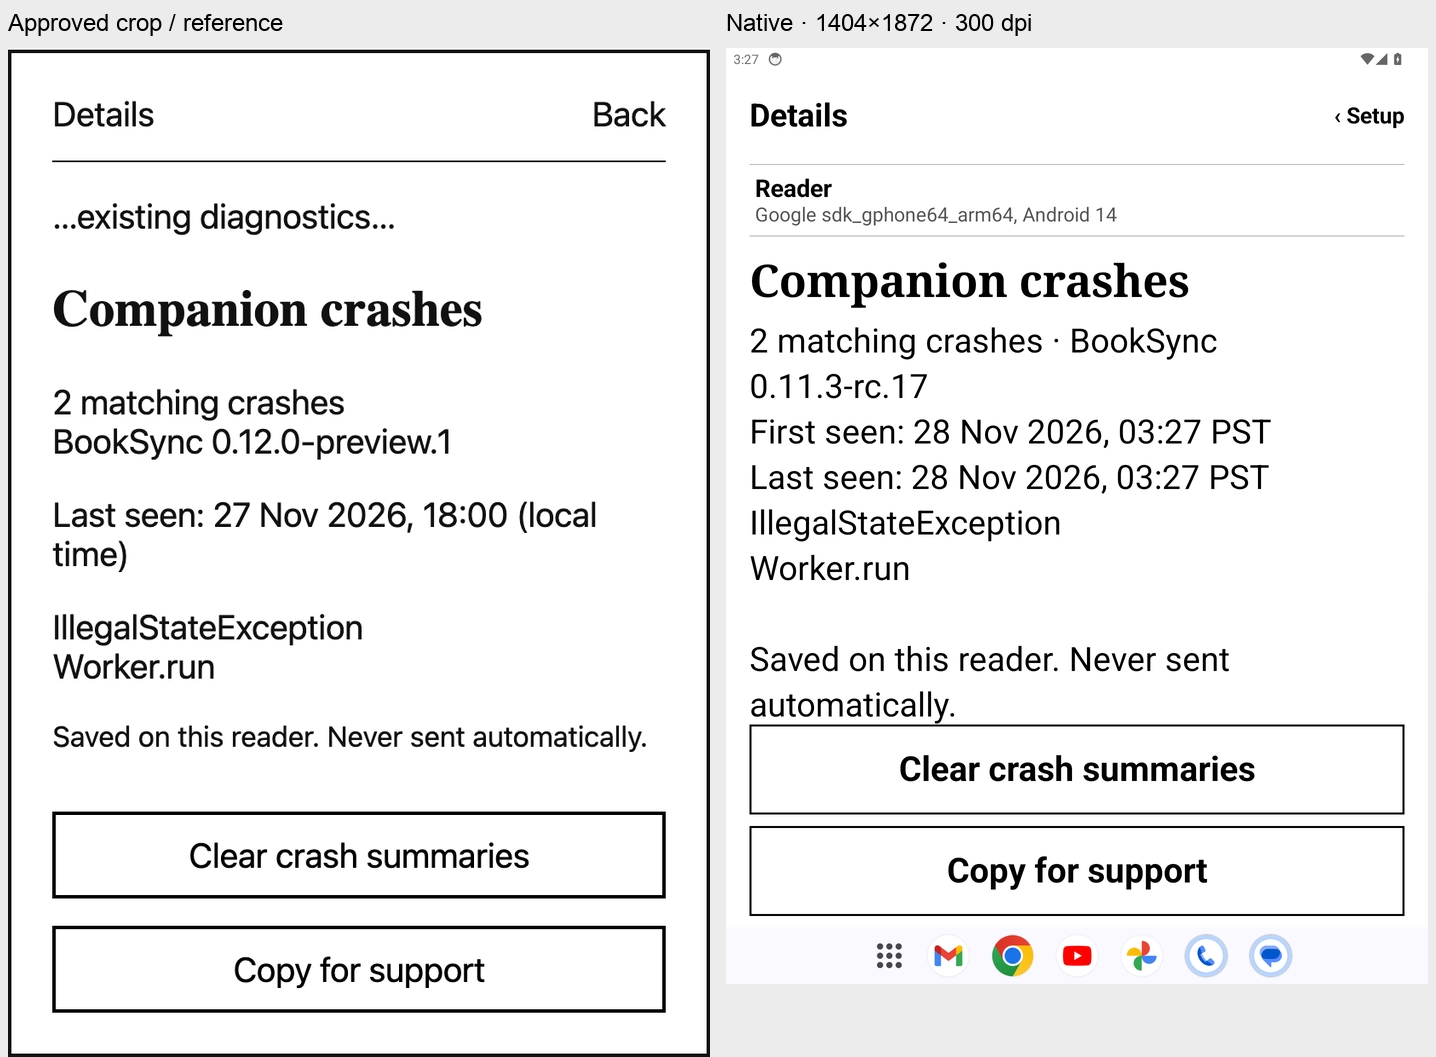 Approved crop / reference
Details
Back
...existing diagnostics...
Companion crashes
2 matching crashes
BookSync 0.12.0-preview.1
Last seen: 27 Nov 2026, 18:00 (local
time)
IllegalStateException
Worker.run
Saved on this reader. Never sent automatically.
Clear crash summaries
Copy for support
Native · 1404×1872 · 300 dpi
3:27
Details
‹ Setup
Reader
Google sdk_gphone64_arm64, Android 14
Companion crashes
2 matching crashes · BookSync
0.11.3-rc.17
First seen: 28 Nov 2026, 03:27 PST
Last seen: 28 Nov 2026, 03:27 PST
IllegalStateException
Worker.run
Saved on this reader. Never sent
automatically.
Clear crash summaries
Copy for support